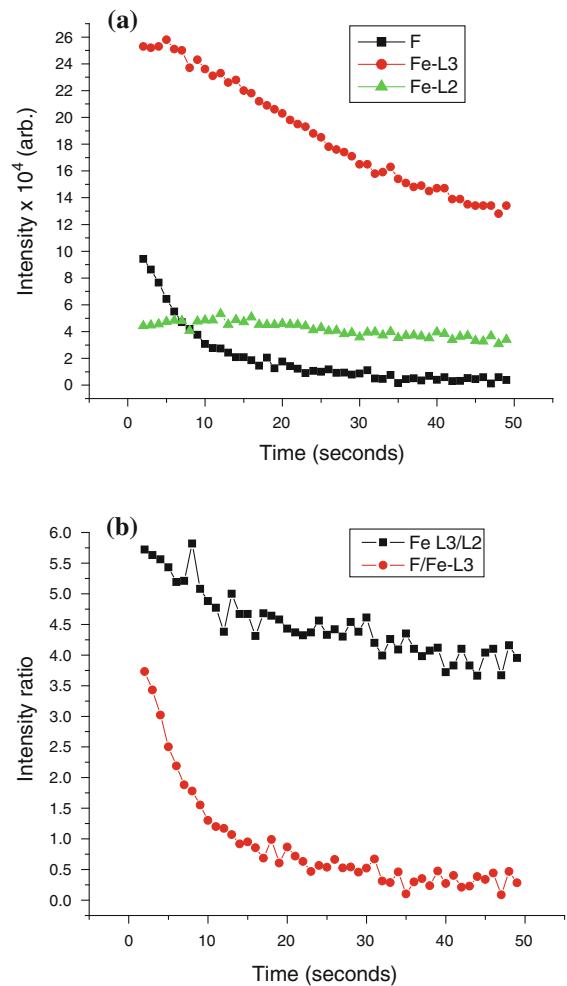 (a)
F
Fe-L3
Fe-L2
26
24
22
20
18
16
14
12
10
8
6
4
2
0
Intensity x 10^4 (arb.)
0 10 20 30 40 50
Time (seconds)
(b)
Fe L3/L2
F/Fe-L3
6.0
5.5
5.0
4.5
4.0
3.5
3.0
2.5
2.0
1.5
1.0
0.5
0.0
Intensity ratio
0 10 20 30 40 50
Time (seconds)